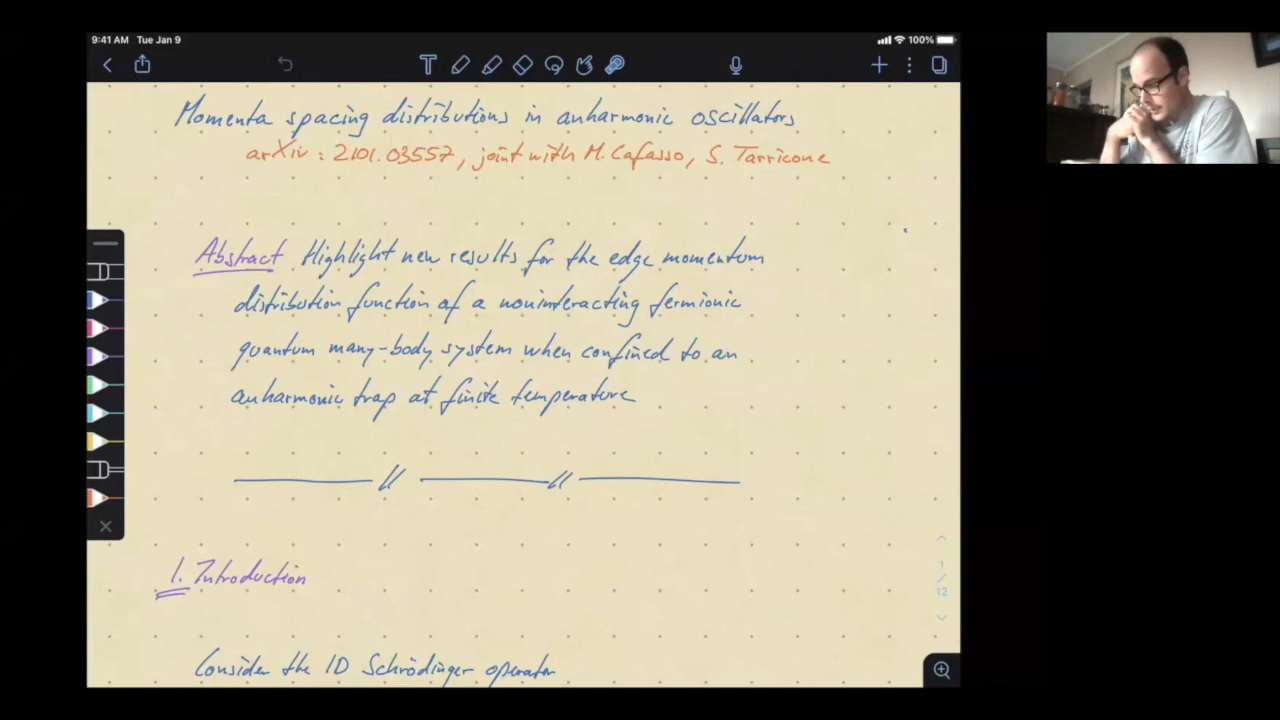 9:41 AM Tue Jan 9
100%
Momenta spacing distributions in anharmonic oscillators
arXiv: 2101.03557, joint with M. Cafasso, S. Tarricone
Abstract Highlight new results for the edge momentum
distribution function of a noninteracting fermionic
quantum many-body system when confined to an
anharmonic trap at finite temperature
1. Introduction
1
/
12
Consider the 1D Schrödinger operator